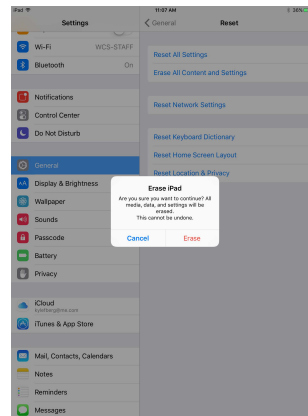 iPad
11:07 AM
36%
Settings
General
Reset
Wi-Fi
WCS-STAFF
Bluetooth
On
Notifications
Control Center
Do Not Disturb
General
Display & Brightness
Wallpaper
Sounds
Passcode
Battery
Privacy
iCloud
iTunes & App Store
Mail, Contacts, Calendars
Notes
Reminders
Messages
Reset All Settings
Erase All Content and Settings
Reset Network Settings
Reset Keyboard Dictionary
Reset Home Screen Layout
Reset Location & Privacy
Erase iPad
Are you sure you want to continue? All
media, data, and settings will be
erased.
This cannot be undone.
Cancel
Erase